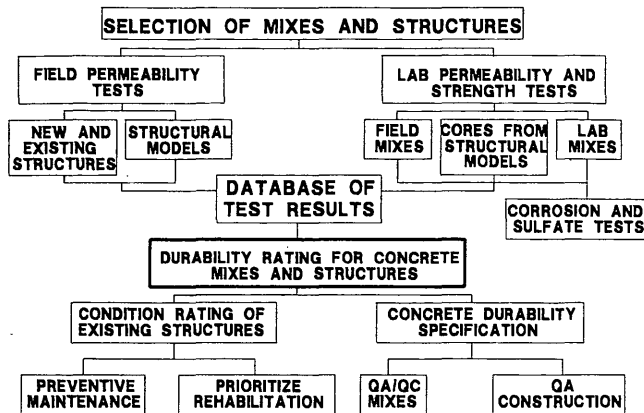 SELECTION OF MIXES AND STRUCTURES
FIELD PERMEABILITY
TESTS
LAB PERMEABILITY AND
STRENGTH TESTS
NEW AND
EXISTING
STRUCTURES
STRUCTURAL
MODELS
FIELD
MIXES
CORES FROM
STRUCTURAL
MODELS
LAB
MIXES
DATABASE OF
TEST RESULTS
CORROSION AND
SULFATE TESTS
DURABILITY RATING FOR CONCRETE
MIXES AND STRUCTURES
CONDITION RATING OF
EXISTING STRUCTURES
CONCRETE DURABILITY
SPECIFICATION
PREVENTIVE
MAINTENANCE
PRIORITIZE
REHABILITATION
QA/QC
MIXES
QA
CONSTRUCTION